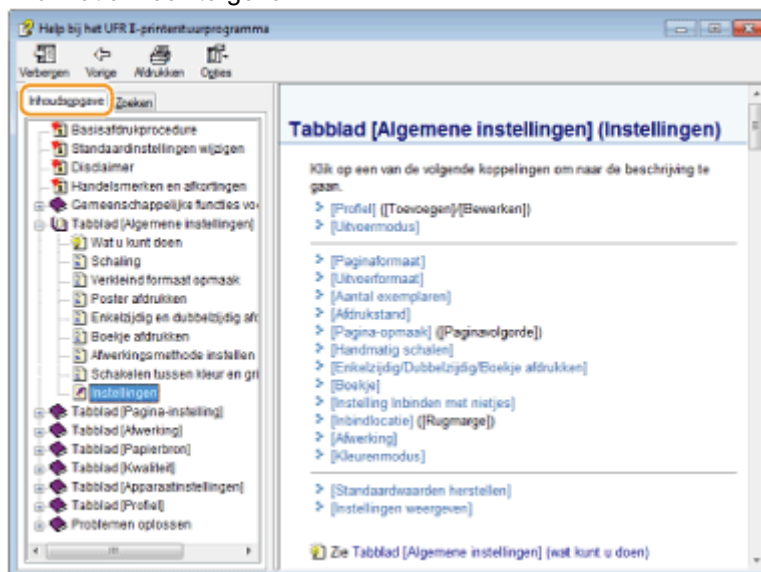 Help bij het UFR II-printerstuurprogramma
Verbergen Vorige Afdrukken Opties
Inhoudsopgave Zoeken
Basisafdrukprocedure
Standaardinstellingen wijzigen
Disclaimer
Handelsmerken en afkortingen
Gemeenschappelijke functies vo
Tabblad [Algemene instellingen]
Wat u kunt doen
Schaling
Verkleind formaat opmaak
Poster afdrukken
Enkelzijdig en dubbelzijdig afd
Boekje afdrukken
Afwerkingsmethode instellen
Schakelen tussen kleur en gri
Instellingen
Tabblad [Pagina-instelling]
Tabblad [Afwerking]
Tabblad [Papierbron]
Tabblad [Kwaliteit]
Tabblad [Apparaatinstellingen]
Tabblad [Profiel]
Problemen oplossen
Tabblad [Algemene instellingen] (Instellingen)
Klik op een van de volgende koppelingen om naar de beschrijving te
gaan.
[Profiel] ([Toevoegen]/[Bewerken])
[Uitvoermodus]
[Paginaformaat]
[Uitvoerformaat]
[Aantal exemplaren]
[Afdrukstand]
[Pagina-opmaak] ([Paginavolgorde])
[Handmatig schalen]
[Enkelzijdig/Dubbelzijdig/Boekje afdrukken]
[Boekje]
[Instelling Inbinden met nietjes]
[Inbindlocatie] ([Rugmarge])
[Afwerking]
[Kleurenmodus]
[Standaardwaarden herstellen]
[Instellingen weergeven]
Zie Tabblad [Algemene instellingen] (wat kunt u doen)